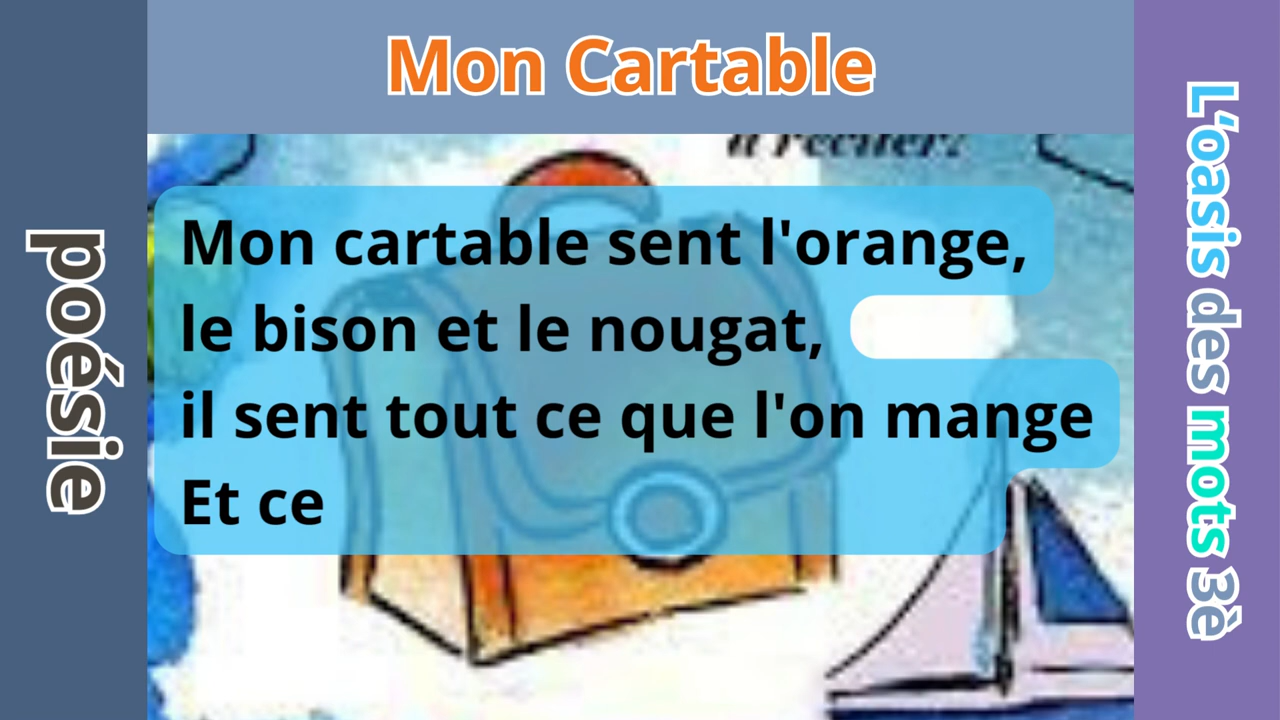 Mon Cartable
à réciter!
poésie
Mon cartable sent l'orange,
le bison et le nougat,
il sent tout ce que l'on mange
Et ce
L'oasis des mots 3è